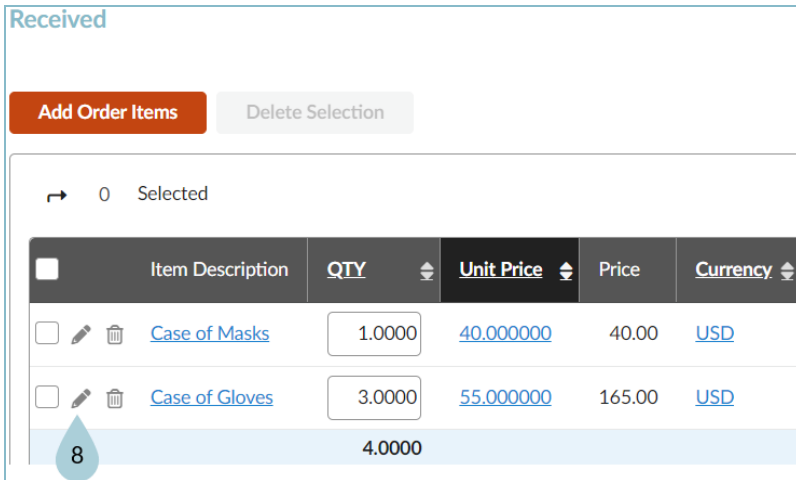 Received
Add Order Items Delete Selection
0 Selected
Item Description QTY Unit Price Price Currency
Case of Masks 1.0000 40.000000 40.00 USD
Case of Gloves 3.0000 55.000000 165.00 USD
4.0000
8